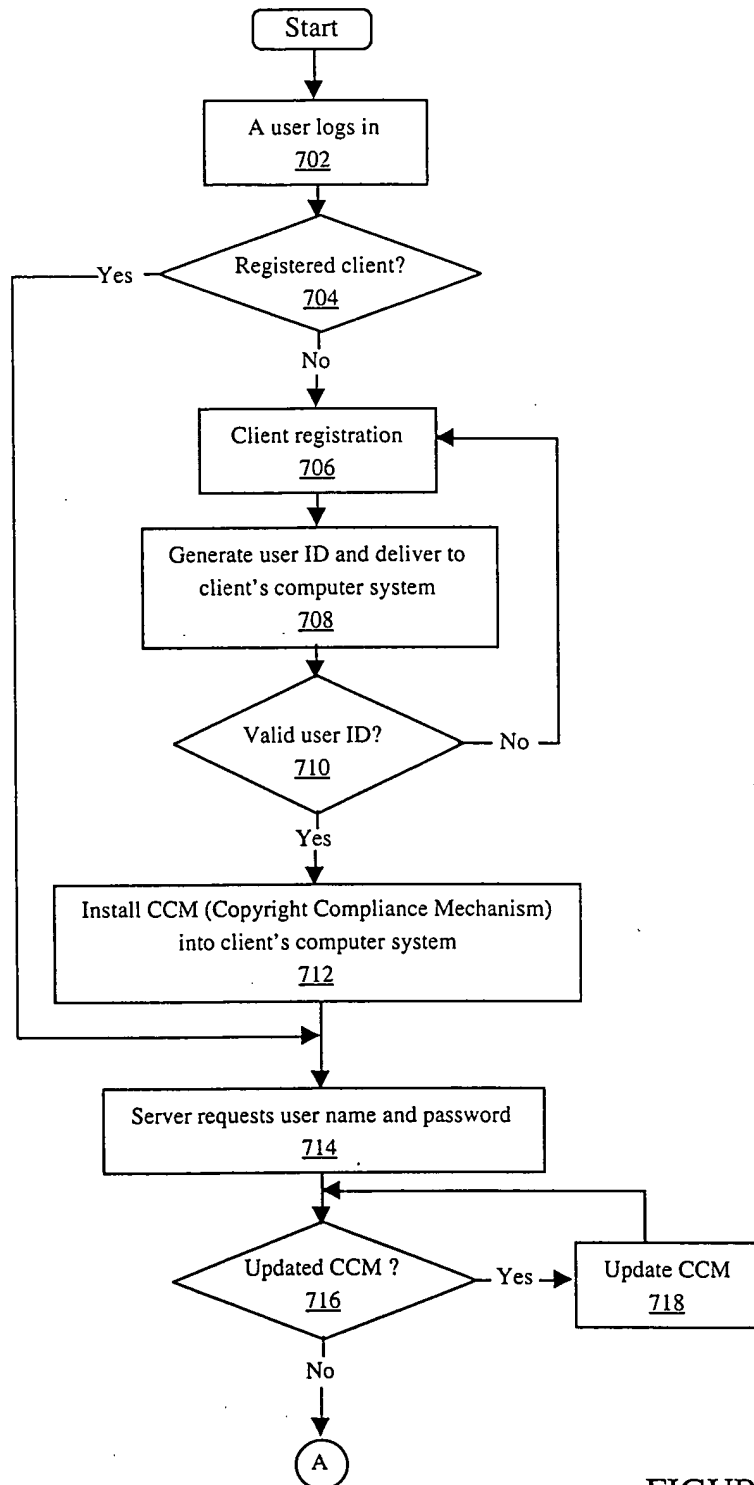 Start
A user logs in
702
Registered client?
704
Yes
No
Client registration
706
Generate user ID and deliver to
client's computer system
708
Valid user ID?
710
No
Yes
Install CCM (Copyright Compliance Mechanism)
into client's computer system
712
Server requests user name and password
714
Updated CCM ?
716
Yes
Update CCM
718
No
A
FIGUR